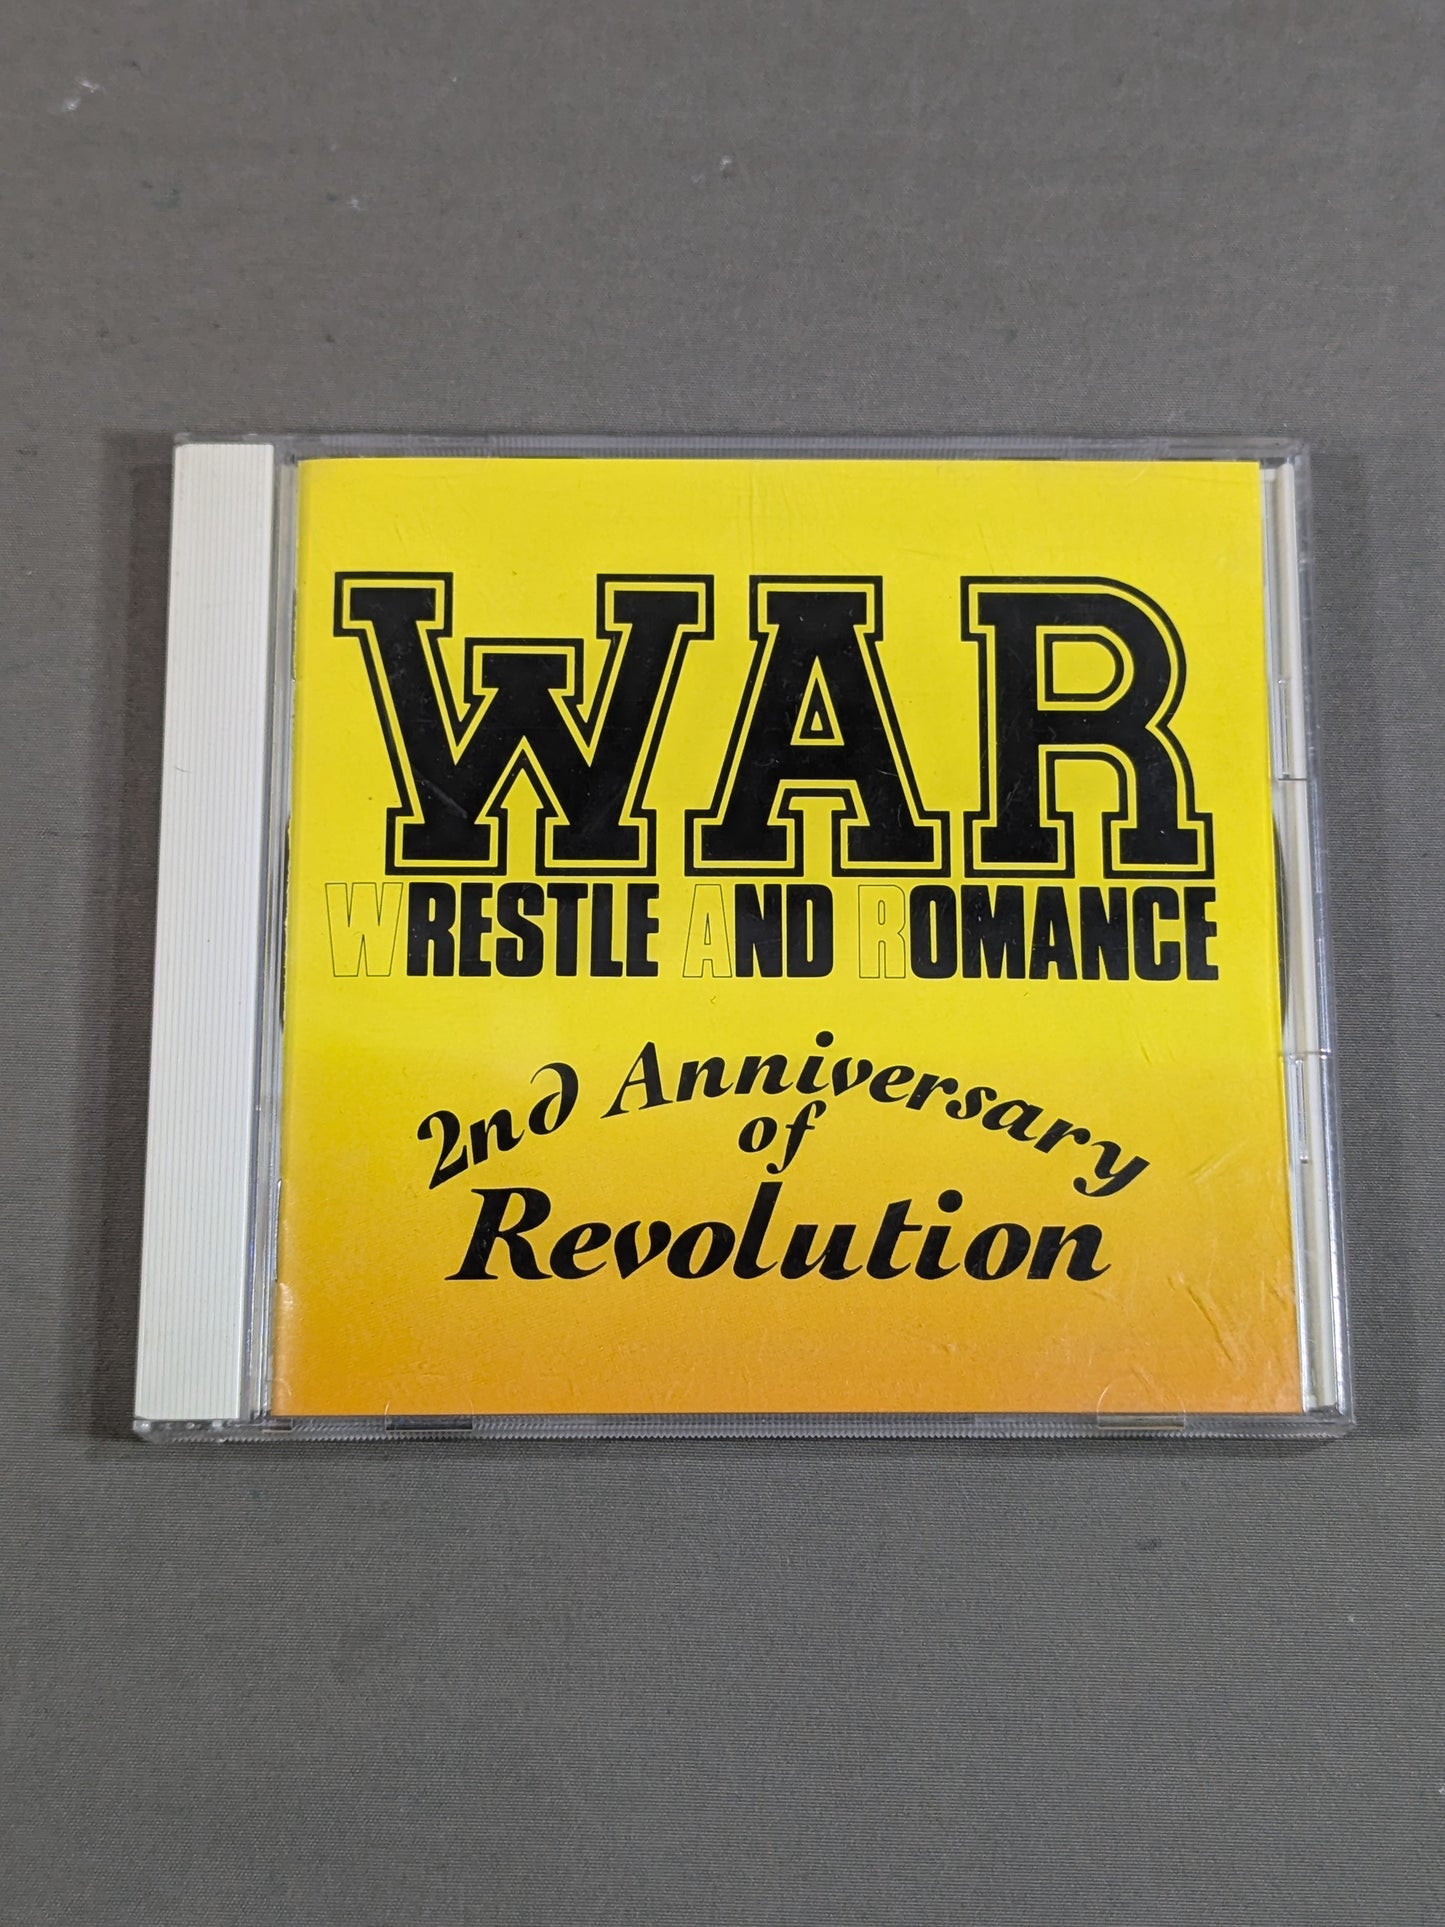 WAR
WRESTLE AND ROMANCE
2nd Anniversary
of
Revolution